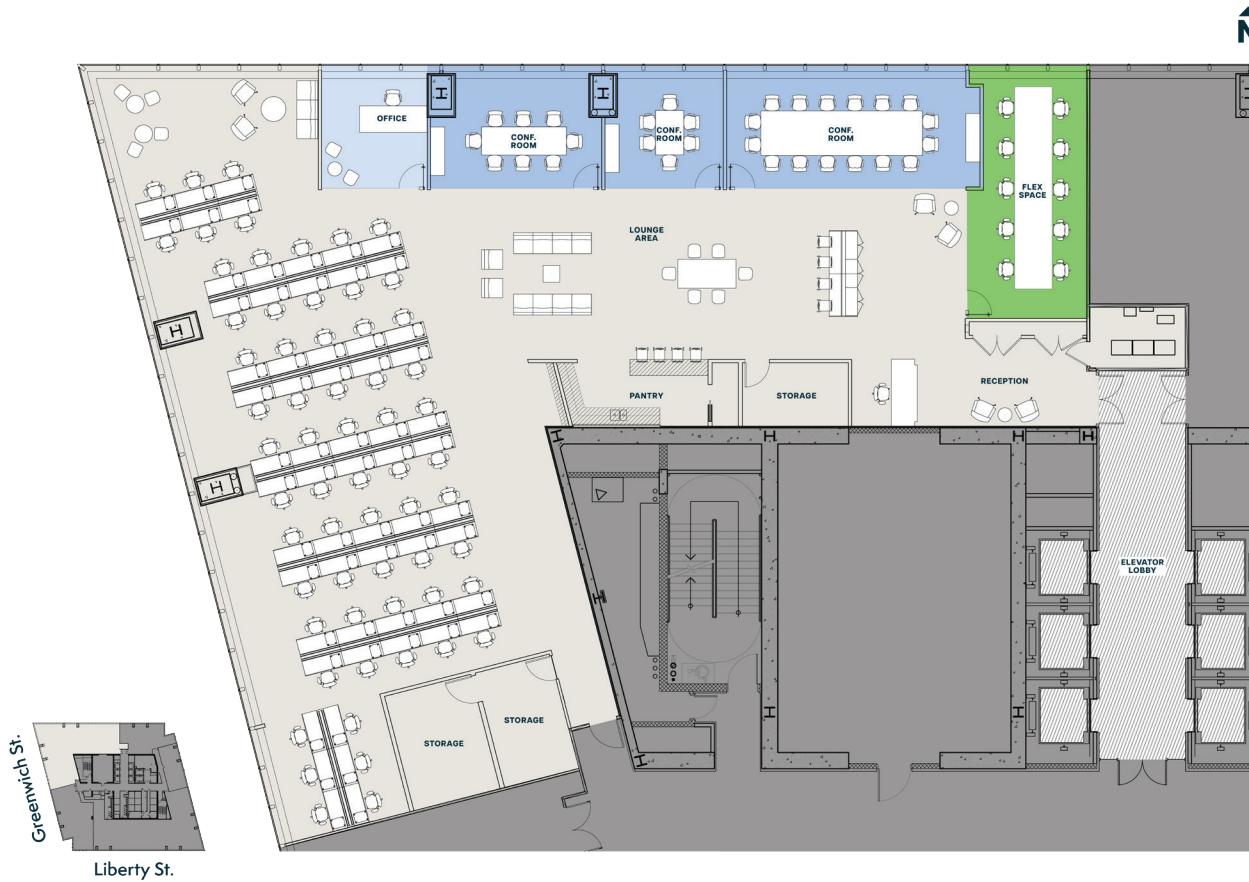 N
OFFICE
CONF.
ROOM
CONF.
ROOM
CONF.
ROOM
FLEX
SPACE
LOUNGE
AREA
PANTRY
STORAGE
RECEPTION
ELEVATOR
LOBBY
STORAGE
STORAGE
Greenwich St.
Liberty St.